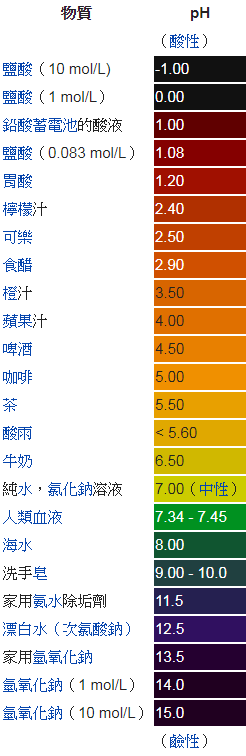 物質 pH
（酸性）
鹽酸（10 mol/L) -1.00
鹽酸（1 mol/L） 0.00
鉛酸蓄電池的酸液 1.00
鹽酸（0.083 mol/L） 1.08
胃酸 1.20
檸檬汁 2.40
可樂 2.50
食醋 2.90
橙汁 3.50
蘋果汁 4.00
啤酒 4.50
咖啡 5.00
茶 5.50
酸雨 < 5.60
牛奶 6.50
純水，氯化鈉溶液 7.00（中性）
人類血液 7.34 - 7.45
海水 8.00
洗手皂 9.00 - 10.0
家用氨水除垢劑 11.5
漂白水（次氯酸鈉） 12.5
家用氫氧化鈉 13.5
氫氧化鈉（1 mol/L） 14.0
氫氧化鈉（10 mol/L） 15.0
（鹼性）